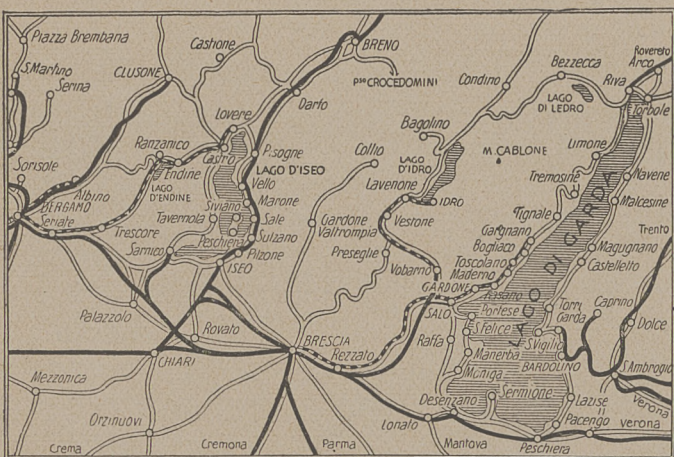 Piazza Brembana
S. Martino
Serina
Sorisole
CLUSONE
Casnone
BRENO
Pso CROCEDOMINI
Darfo
Lovere
Castro
Ranzanico
Endine
LAGO D'ENDINE
Albino
BERGAMO
Seriate
Trescore
Sarnico
Tavernola
Siviano
Peschiera
ISEO
LAGO D'ISEO
Pisogne
Vello
Marone
Sale
Sulzano
Pilzone
Palazzolo
Rovato
CHIARI
Mezzonica
Orzinuovi
Crema
Cremona
Parma
Mantova
BRESCIA
Rezzato
Lonato
Desenzano
Collio
Gardone
Valtrompia
Preseglie
Bagolino
LAGO
D'IDRO
IDRO
Lavenone
Vestone
Vobarno
Condino
M. CABLONE
Bezzecca
LAGO
DI LEDRO
Riva
Rovereto
Arco
Torbole
Limone
Tremosine
Tignale
Gargnano
Bogliaco
Toscolano
Maderno
GARDONE
Fasano
SALO
Portese
S. Felice
Raffa
Manerba
Moniga
Sermione
LAGO DI GARDA
Navene
Malcesine
Trento
Magugnano
Castelletto
Torri
Garda
S. Vigilio
BARDOLINO
Caprino
Dolce
S. Ambrogio
Verona
Lazise
Pacengo
Verona
Peschiera